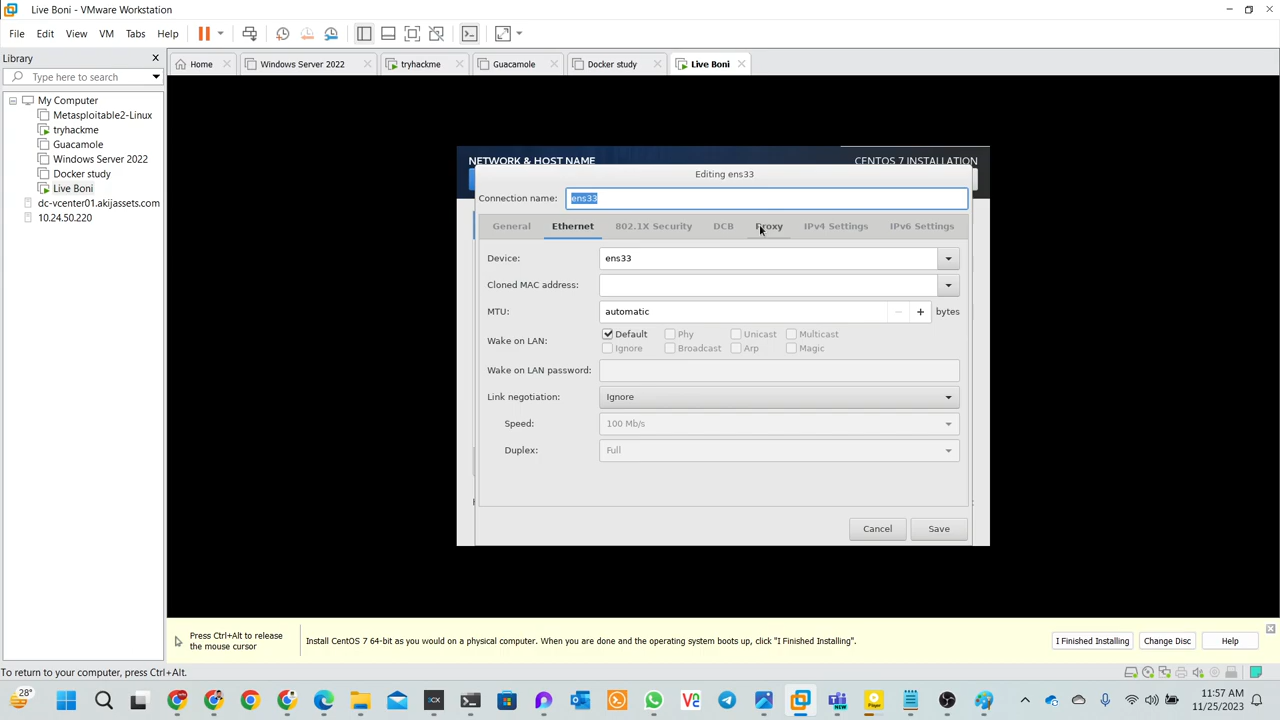 Live Boni - VMware Workstation
File Edit View VM Tabs Help
Library
Type here to search
Home Windows Server 2022 tryhackme Guacamole Docker study Live Boni
My Computer
Metasploitable2-Linux
tryhackme
Guacamole
Windows Server 2022
Docker study
Live Boni
dc-vcenter01.akijassets.com
10.24.50.220
NETWORK & HOST NAME CENTOS 7 INSTALLATION
Editing ens33
Connection name: ens33
General Ethernet 802.1X Security DCB Proxy IPv4 Settings IPv6 Settings
Device: ens33
Cloned MAC address:
MTU: automatic bytes
Wake on LAN:
Default Phy Unicast Multicast
Ignore Broadcast Arp Magic
Wake on LAN password:
Link negotiation: Ignore
Speed: 100 Mb/s
Duplex: Full
Cancel Save
Press Ctrl+Alt to release
the mouse cursor
Install CentOS 7 64-bit as you would on a physical computer. When you are done and the operating system boots up, click "I Finished Installing".
I Finished Installing Change Disc Help
To return to your computer, press Ctrl+Alt.
28°
11:57 AM
11/25/2023